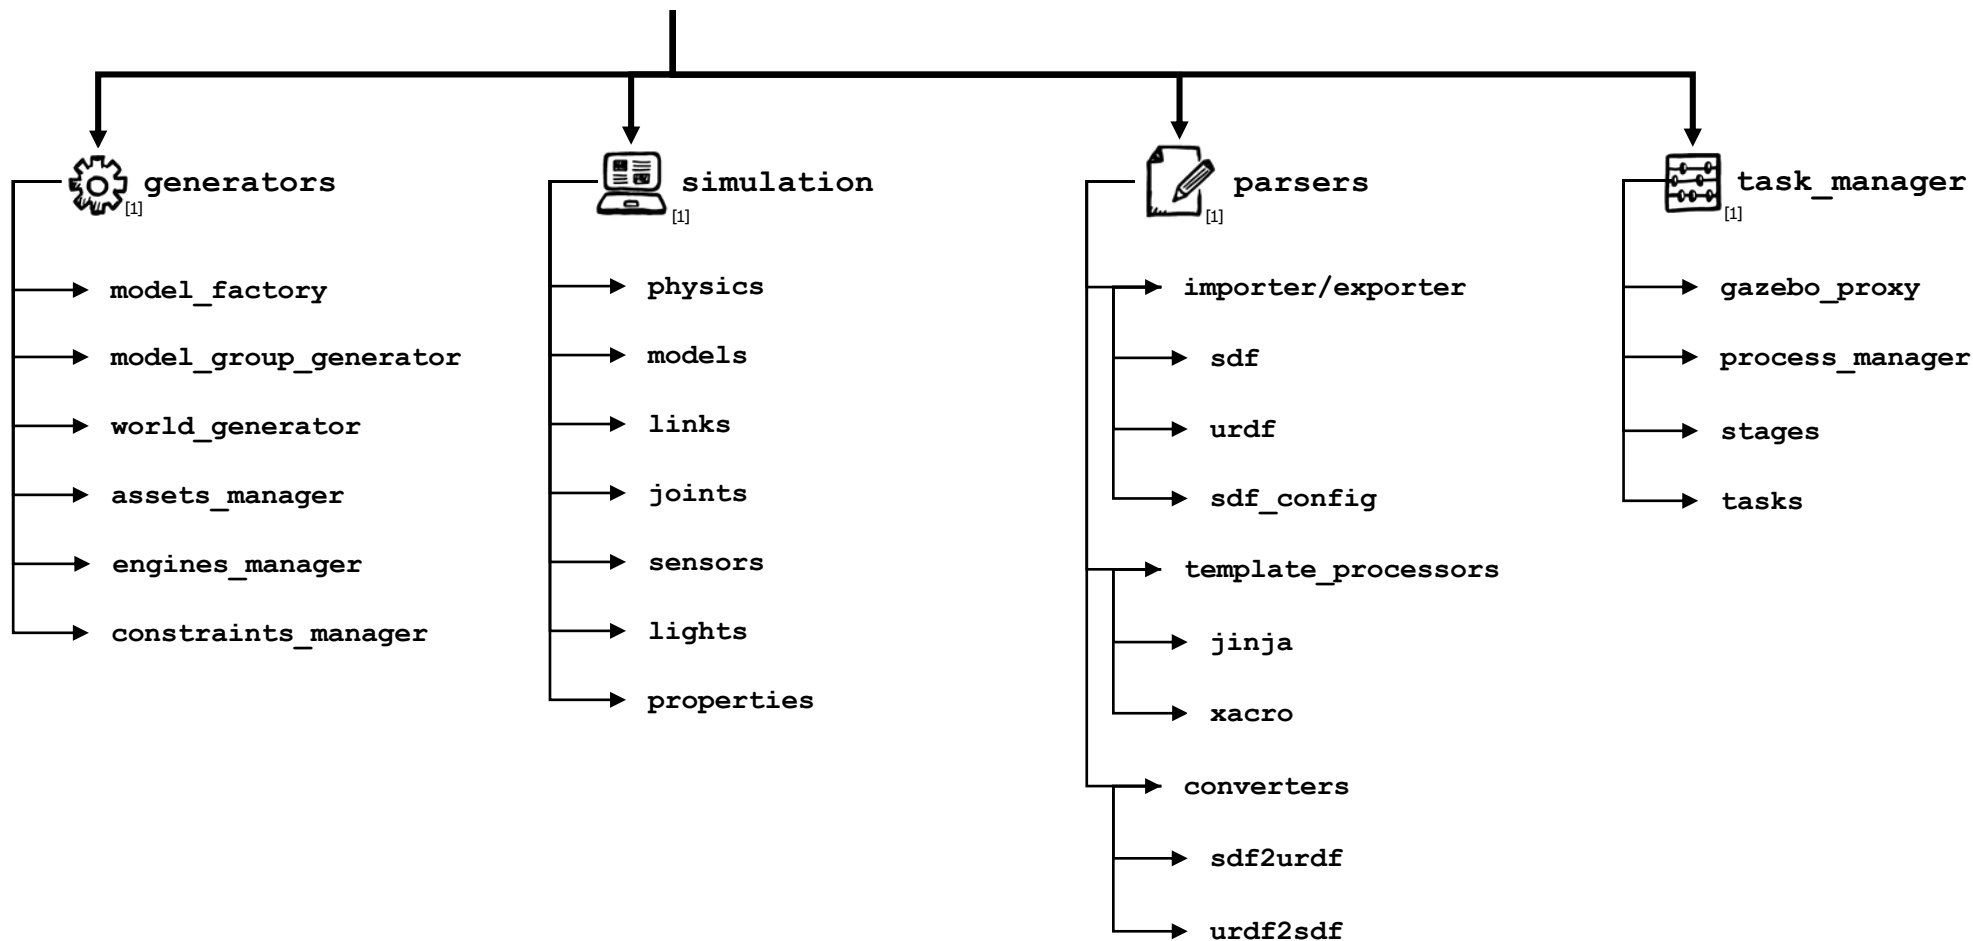 generators
[1]
model_factory
model_group_generator
world_generator
assets_manager
engines_manager
constraints_manager
simulation
[1]
physics
models
links
joints
sensors
lights
properties
parsers
[1]
importer/exporter
sdf
urdf
sdf_config
template_processors
jinja
xacro
converters
sdf2urdf
urdf2sdf
task_manager
[1]
gazebo_proxy
process_manager
stages
tasks